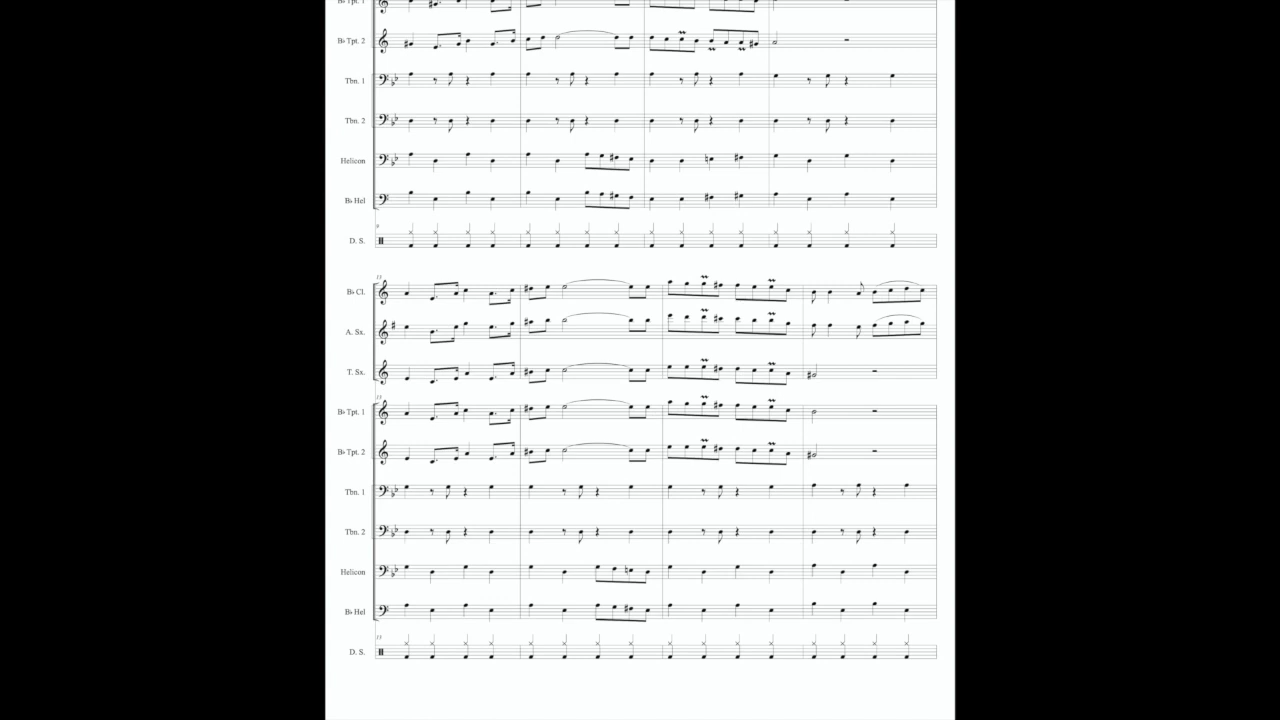 B♭ Tpt. 1
B♭ Tpt. 2
Tbn. 1
Tbn. 2
Helicon
B♭ Hel
9
D. S.
13
B♭ Cl.
A. Sx.
T. Sx.
13
B♭ Tpt. 1
B♭ Tpt. 2
Tbn. 1
Tbn. 2
Helicon
B♭ Hel
13
D. S.